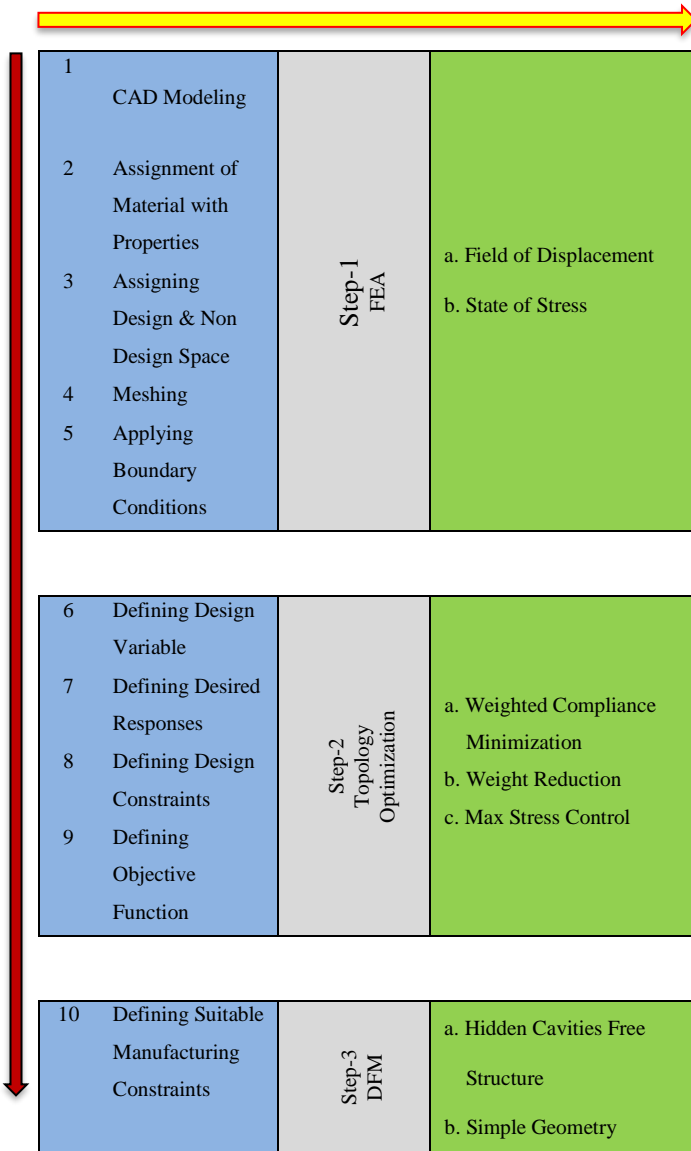 1
CAD Modeling
2 Assignment of
Material with
Properties
3 Assigning
Design & Non
Design Space
4 Meshing
5 Applying
Boundary
Conditions
Step-1
FEA
a. Field of Displacement
b. State of Stress
6 Defining Design
Variable
7 Defining Desired
Responses
8 Defining Design
Constraints
9 Defining
Objective
Function
Step-2
Topology
Optimization
a. Weighted Compliance
Minimization
b. Weight Reduction
c. Max Stress Control
10 Defining Suitable
Manufacturing
Constraints
Step-3
DFM
a. Hidden Cavities Free
Structure
b. Simple Geometry